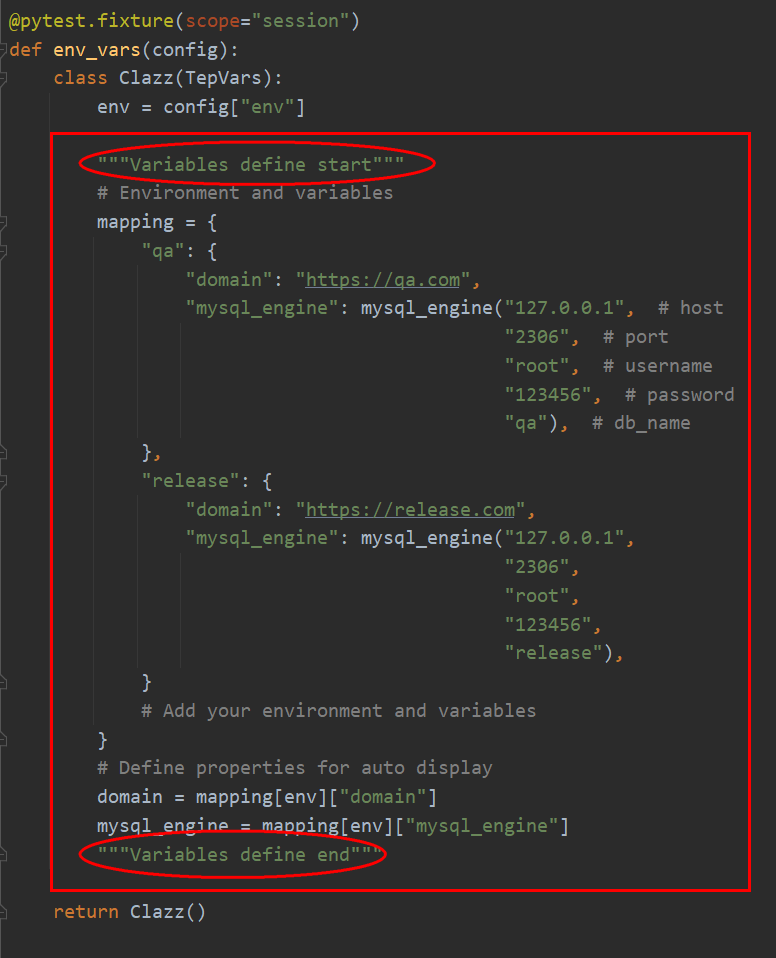 @pytest.fixture(scope="session")
def env_vars(config):
    class Clazz(TepVars):
        env = config["env"]

        """Variables define start"""
        # Environment and variables
        mapping = {
            "qa": {
                "domain": "https://qa.com",
                "mysql_engine": mysql_engine("127.0.0.1",  # host
                                             "2306",  # port
                                             "root",  # username
                                             "123456",  # password
                                             "qa"),  # db_name
            },
            "release": {
                "domain": "https://release.com",
                "mysql_engine": mysql_engine("127.0.0.1",
                                             "2306",
                                             "root",
                                             "123456",
                                             "release"),
            }
            # Add your environment and variables
        }
        # Define properties for auto display
        domain = mapping[env]["domain"]
        mysql_engine = mapping[env]["mysql_engine"]
        """Variables define end"""

    return Clazz()